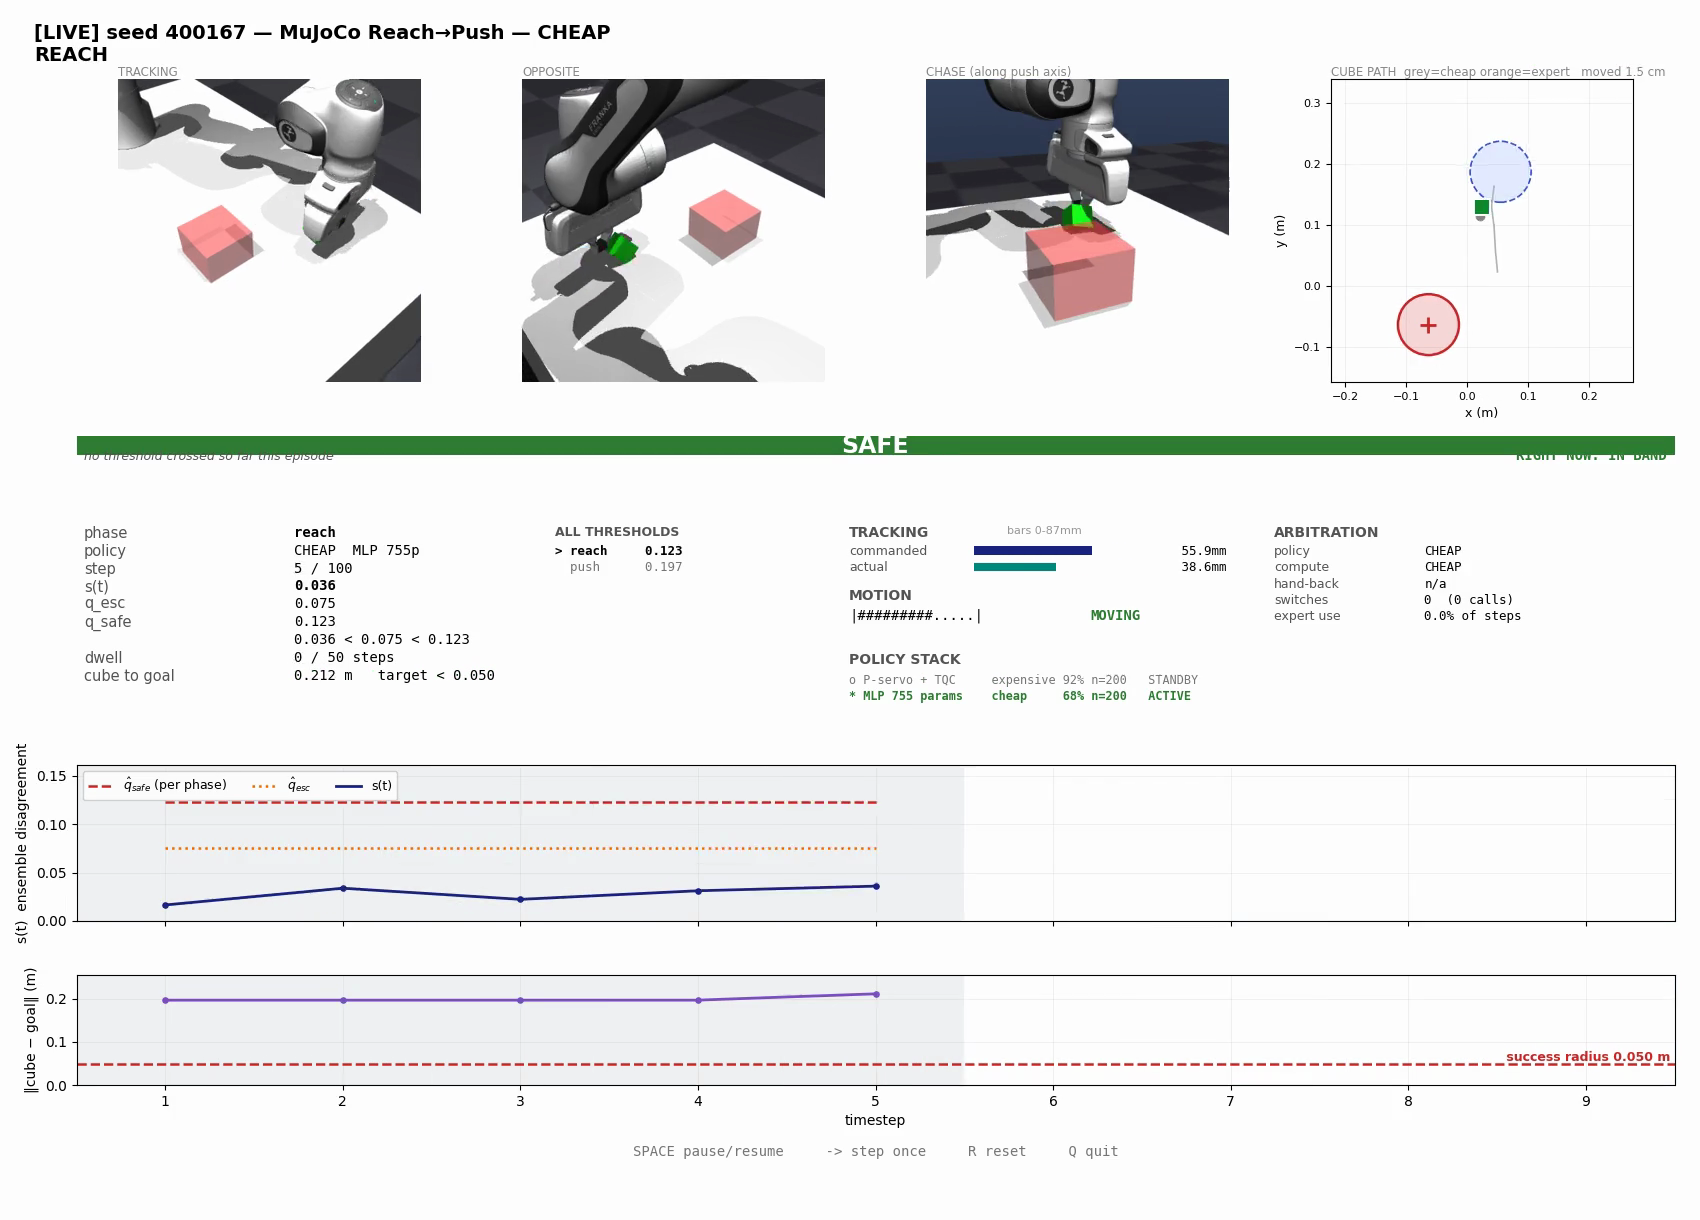 [LIVE] seed 400167 — MuJoCo Reach→Push — CHEAP
REACH
TRACKING
OPPOSITE
CHASE (along push axis)
CUBE PATH grey=cheap orange=expert moved 1.5 cm
FRANKA
0.3
0.2
0.1
0.0
−0.1
y (m)
−0.2 −0.1 0.0 0.1 0.2
x (m)
SAFE
no threshold crossed so far this episode
RIGHT NOW: IN BAND
phase reach
policy CHEAP MLP 755p
step 5 / 100
s(t) 0.036
q_esc 0.075
q_safe 0.123
0.036 < 0.075 < 0.123
dwell 0 / 50 steps
cube to goal 0.212 m target < 0.050
ALL THRESHOLDS
> reach 0.123
push 0.197
TRACKING bars 0-87mm
commanded 55.9mm
actual 38.6mm
MOTION
|#########.....| MOVING
POLICY STACK
o P-servo + TQC expensive 92% n=200 STANDBY
* MLP 755 params cheap 68% n=200 ACTIVE
ARBITRATION
policy CHEAP
compute CHEAP
hand-back n/a
switches 0 (0 calls)
expert use 0.0% of steps
s(t) ensemble disagreement
0.15
0.10
0.05
0.00
q̂safe (per phase) q̂esc s(t)
‖cube − goal‖ (m)
0.2
0.1
0.0
success radius 0.050 m
1 2 3 4 5 6 7 8 9
timestep
SPACE pause/resume -> step once R reset Q quit